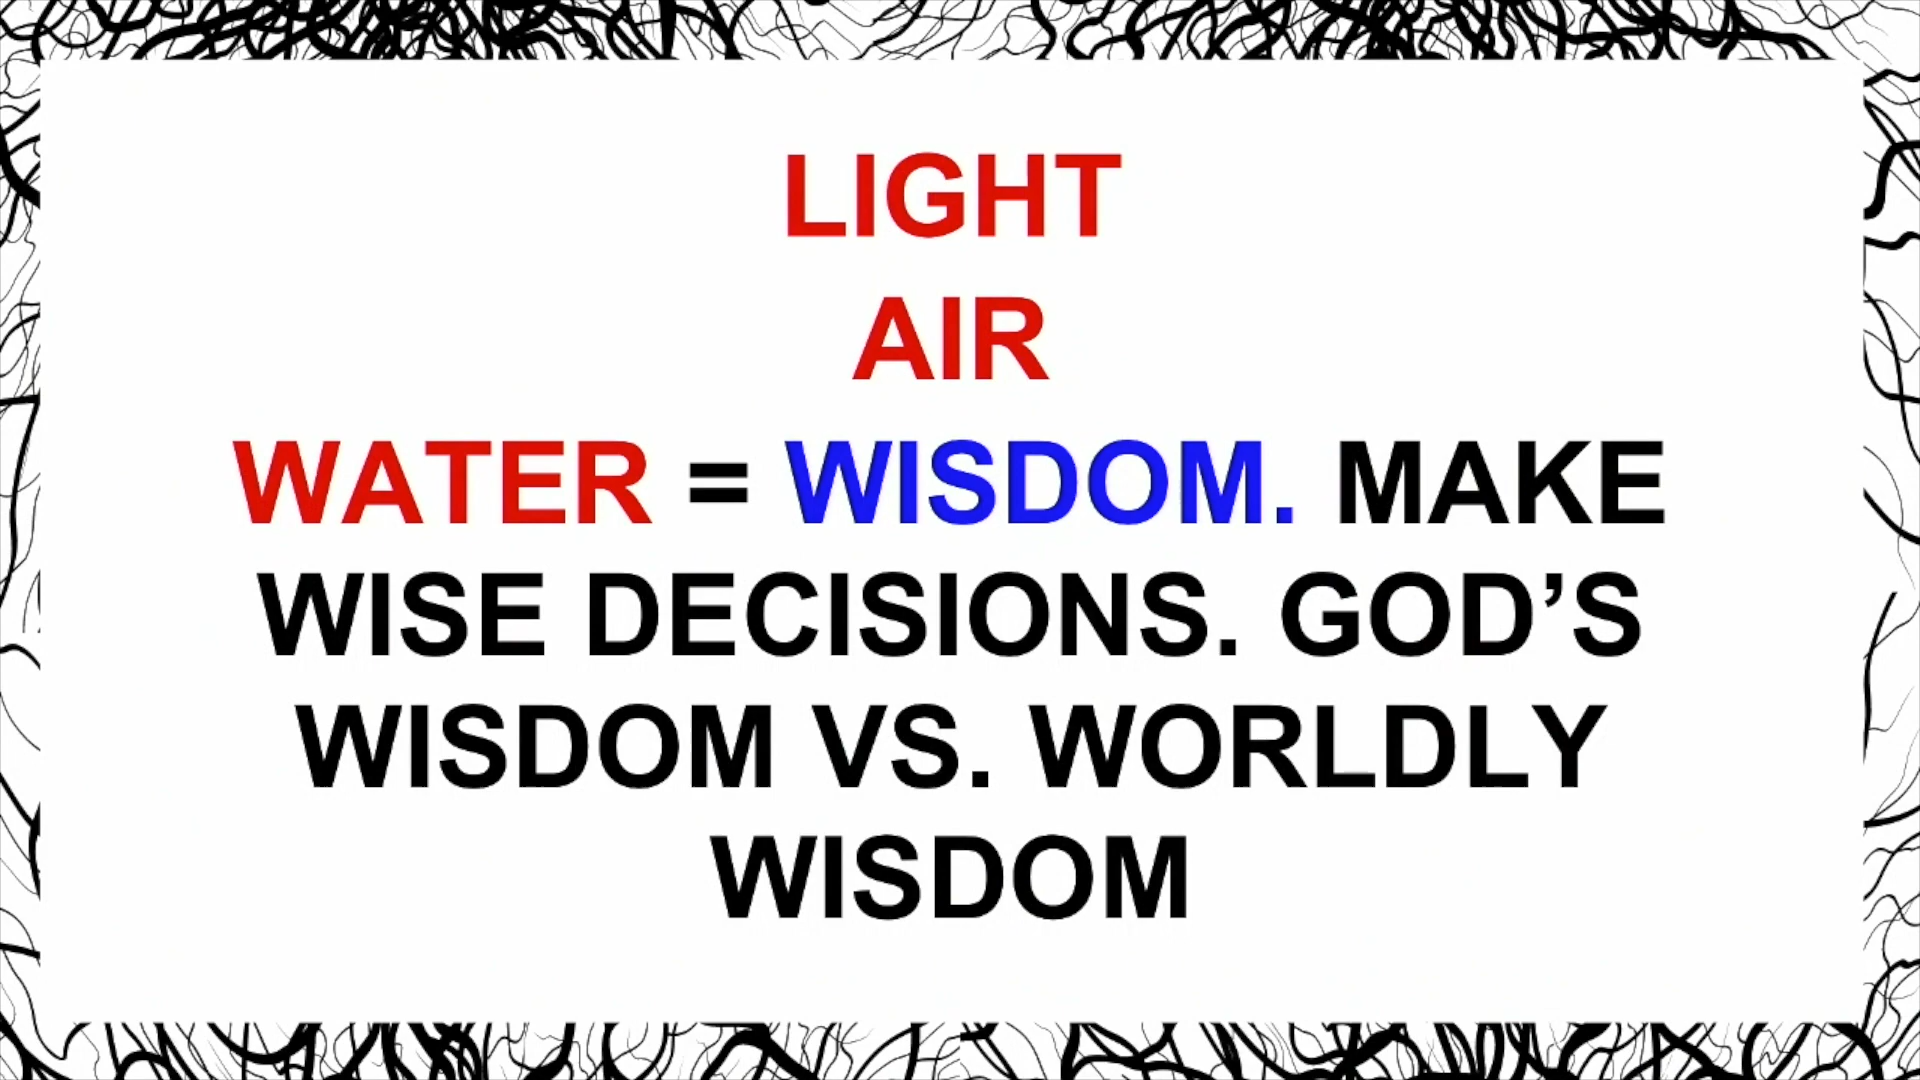 LIGHT
AIR
WATER = WISDOM. MAKE
WISE DECISIONS. GOD’S
WISDOM VS. WORLDLY
WISDOM